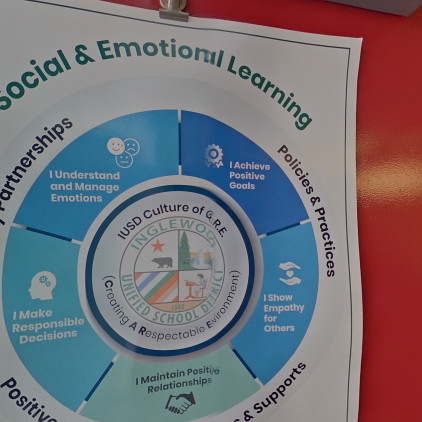 Social & Emotional Learning
Partnerships
Policies & Practices
I Understand
and Manage
Emotions
I Achieve
Positive
Goals
IUSD Culture of C.A.R.E.
INGLEWOOD
UNIFIED SCHOOL DISTRICT
(Creating A Respectable Environment)
I Make
Responsible
Decisions
I Show
Empathy
for
Others
I Maintain Positive
Relationships
Positive
& Supports